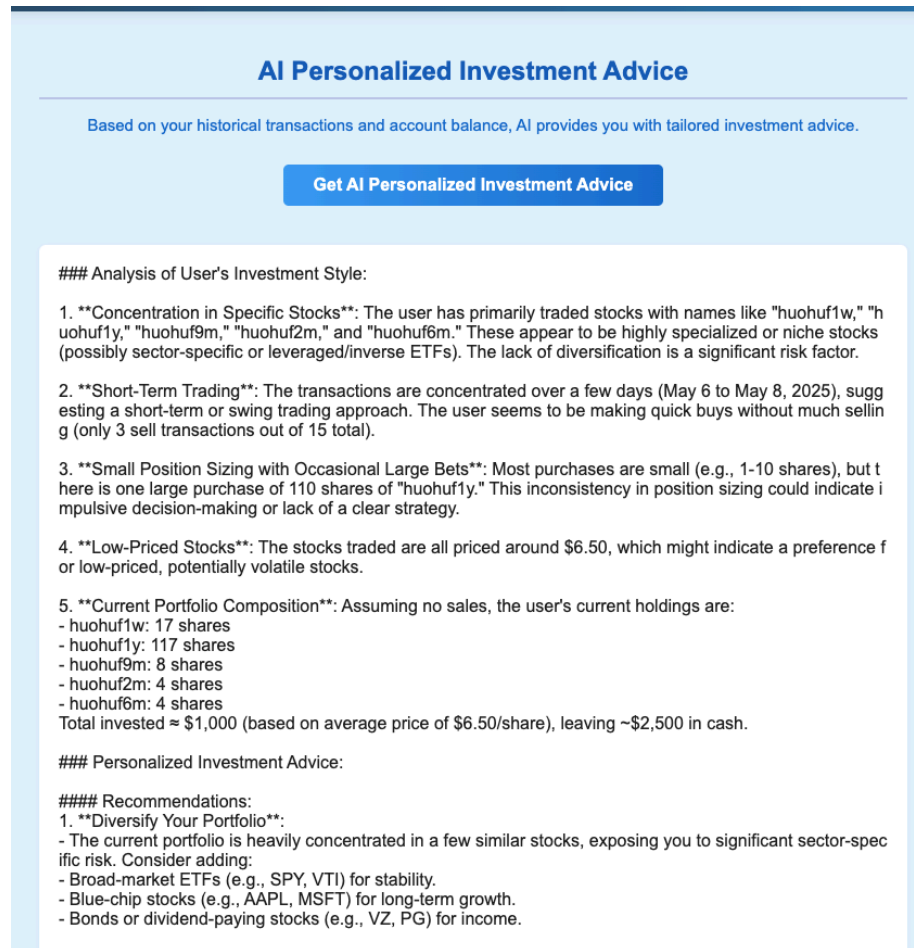 AI Personalized Investment Advice
Based on your historical transactions and account balance, AI provides you with tailored investment advice.
Get AI Personalized Investment Advice
### Analysis of User's Investment Style:
1. **Concentration in Specific Stocks**: The user has primarily traded stocks with names like "huohuf1w," "h
uohuf1y," "huohuf9m," "huohuf2m," and "huohuf6m." These appear to be highly specialized or niche stocks
(possibly sector-specific or leveraged/inverse ETFs). The lack of diversification is a significant risk factor.
2. **Short-Term Trading**: The transactions are concentrated over a few days (May 6 to May 8, 2025), sugg
esting a short-term or swing trading approach. The user seems to be making quick buys without much sellin
g (only 3 sell transactions out of 15 total).
3. **Small Position Sizing with Occasional Large Bets**: Most purchases are small (e.g., 1-10 shares), but t
here is one large purchase of 110 shares of "huohuf1y." This inconsistency in position sizing could indicate i
mpulsive decision-making or lack of a clear strategy.
4. **Low-Priced Stocks**: The stocks traded are all priced around $6.50, which might indicate a preference f
or low-priced, potentially volatile stocks.
5. **Current Portfolio Composition**: Assuming no sales, the user's current holdings are:
- huohuf1w: 17 shares
- huohuf1y: 117 shares
- huohuf9m: 8 shares
- huohuf2m: 4 shares
- huohuf6m: 4 shares
Total invested ≈ $1,000 (based on average price of $6.50/share), leaving ~$2,500 in cash.
### Personalized Investment Advice:
#### Recommendations:
1. **Diversify Your Portfolio**:
- The current portfolio is heavily concentrated in a few similar stocks, exposing you to significant sector-spec
ific risk. Consider adding:
- Broad-market ETFs (e.g., SPY, VTI) for stability.
- Blue-chip stocks (e.g., AAPL, MSFT) for long-term growth.
- Bonds or dividend-paying stocks (e.g., VZ, PG) for income.